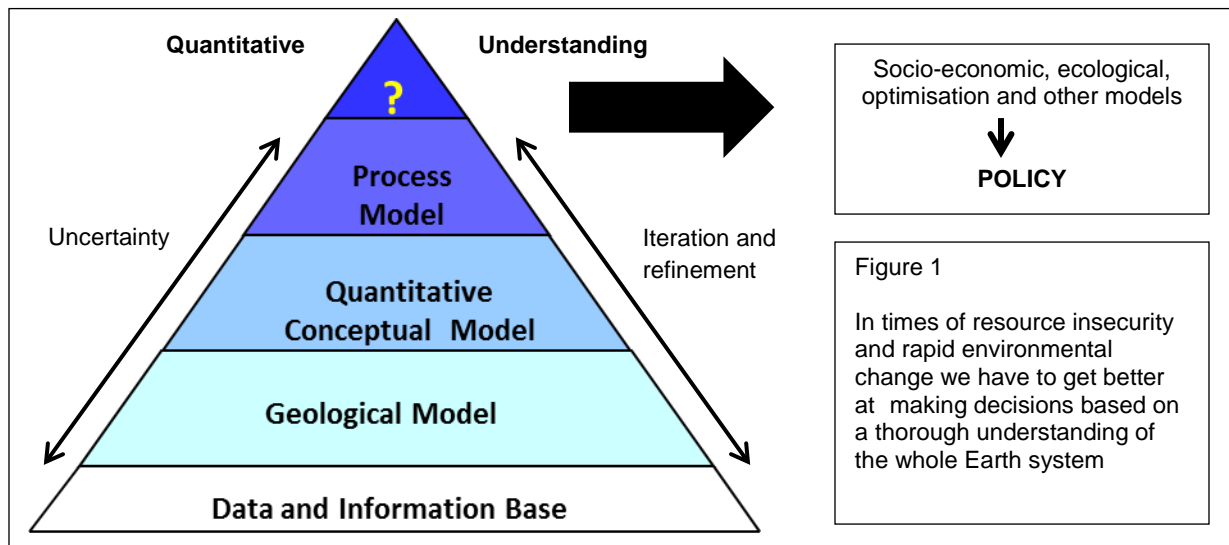 Quantitative
Understanding
?
Process
Model
Quantitative
Conceptual Model
Geological Model
Data and Information Base
Uncertainty
Iteration and
refinement
Socio-economic, ecological,
optimisation and other models
POLICY
Figure 1
In times of resource insecurity
and rapid environmental
change we have to get better
at making decisions based on
a thorough understanding of
the whole Earth system